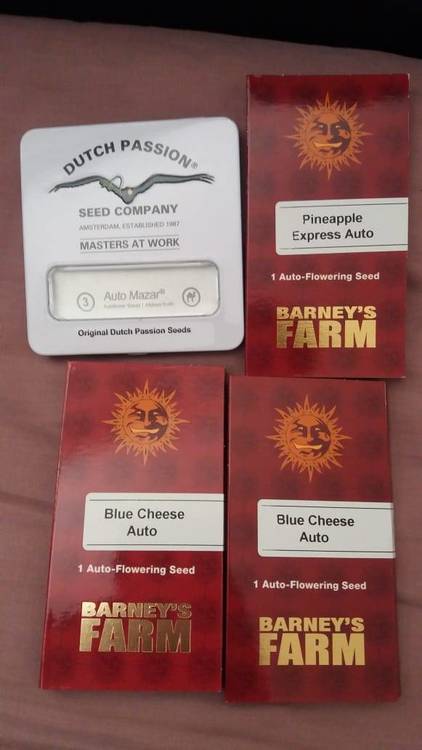 DUTCH PASSION®
SEED COMPANY
AMSTERDAM, ESTABLISHED 1987
MASTERS AT WORK
3
Auto Mazar®
Original Dutch Passion Seeds
Pineapple
Express Auto
1 Auto-Flowering Seed
BARNEY'S
FARM
Blue Cheese
Auto
1 Auto-Flowering Seed
BARNEY'S
FARM
Blue Cheese
Auto
1 Auto-Flowering Seed
BARNEY'S
FARM